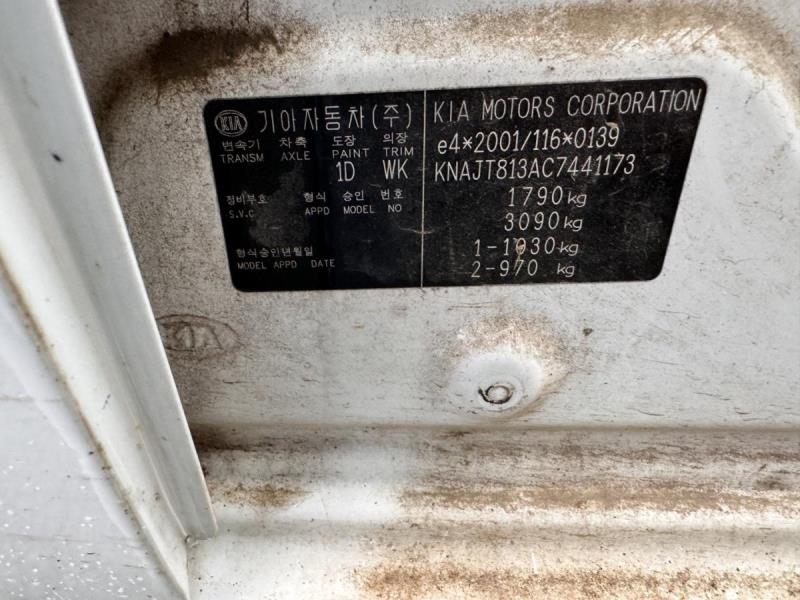 KIA 기아자동차(주)
변속기 차축 도장 의장
TRANSM AXLE PAINT TRIM
1D WK
정비부호 형식 승인 번호
S.V.C APPD MODEL NO
형식승인년월일
MODEL APPD DATE
KIA MOTORS CORPORATION
e4*2001/116*0139
KNAJT813AC7441173
1790kg
3090kg
1-1030kg
2-970 kg
KIA